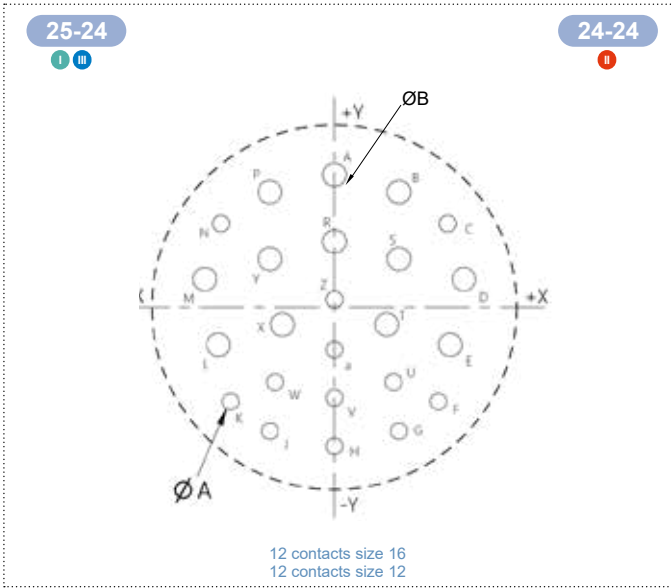 25-24
24-24
I III
II
ØB
+Y
A
P
B
N
C
R
S
Y
Z
M
D
+X
X
T
L
a
E
W
U
K
V
F
J
G
H
ØA
-Y
12 contacts size 16
12 contacts size 12